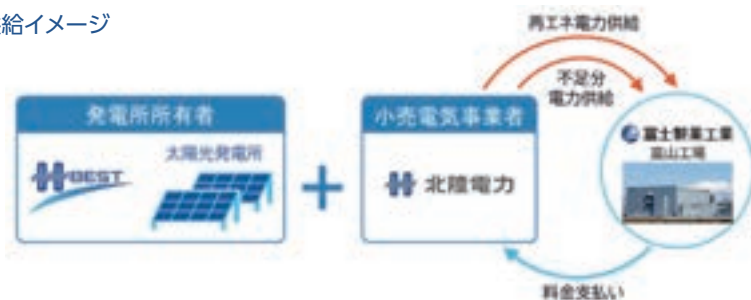 給イメージ
再エネ電力供給
不足分
電力供給
発電所所有者
小売電気事業者
H-BEST
太陽光発電所
+
北陸電力
富士製薬工業
富山工場
料金支払い